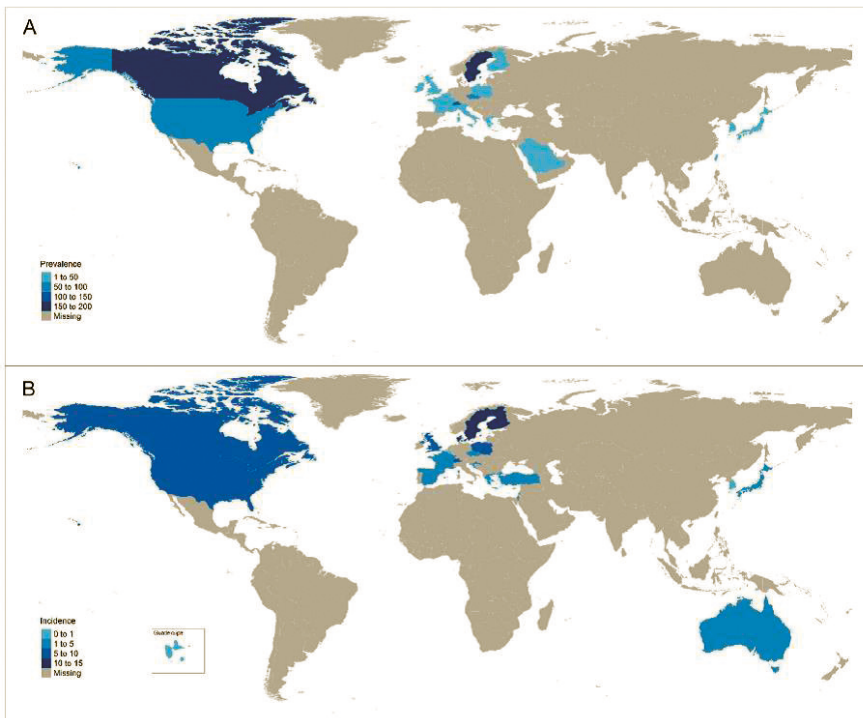 A
Prevalence
1 to 50
50 to 100
100 to 150
150 to 200
Missing
B
Incidence
0 to 1
1 to 5
5 to 10
10 to 15
Missing